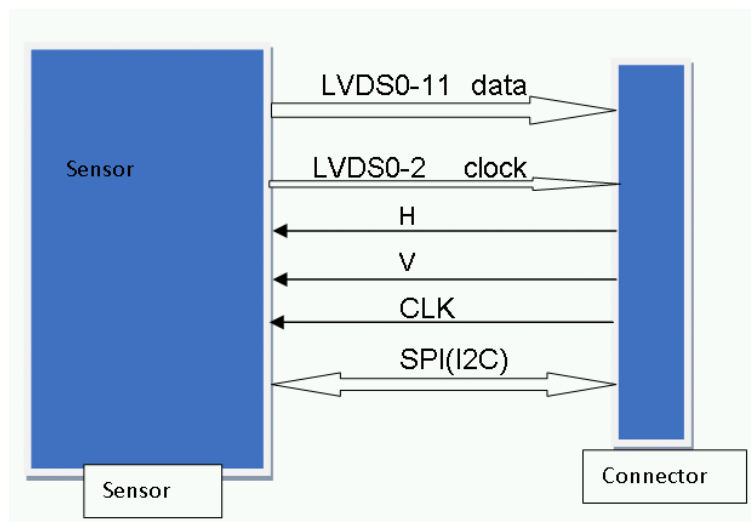 LVDS0-11 data
Sensor
LVDS0-2 clock
H
V
CLK
SPI(I2C)
Sensor
Connector